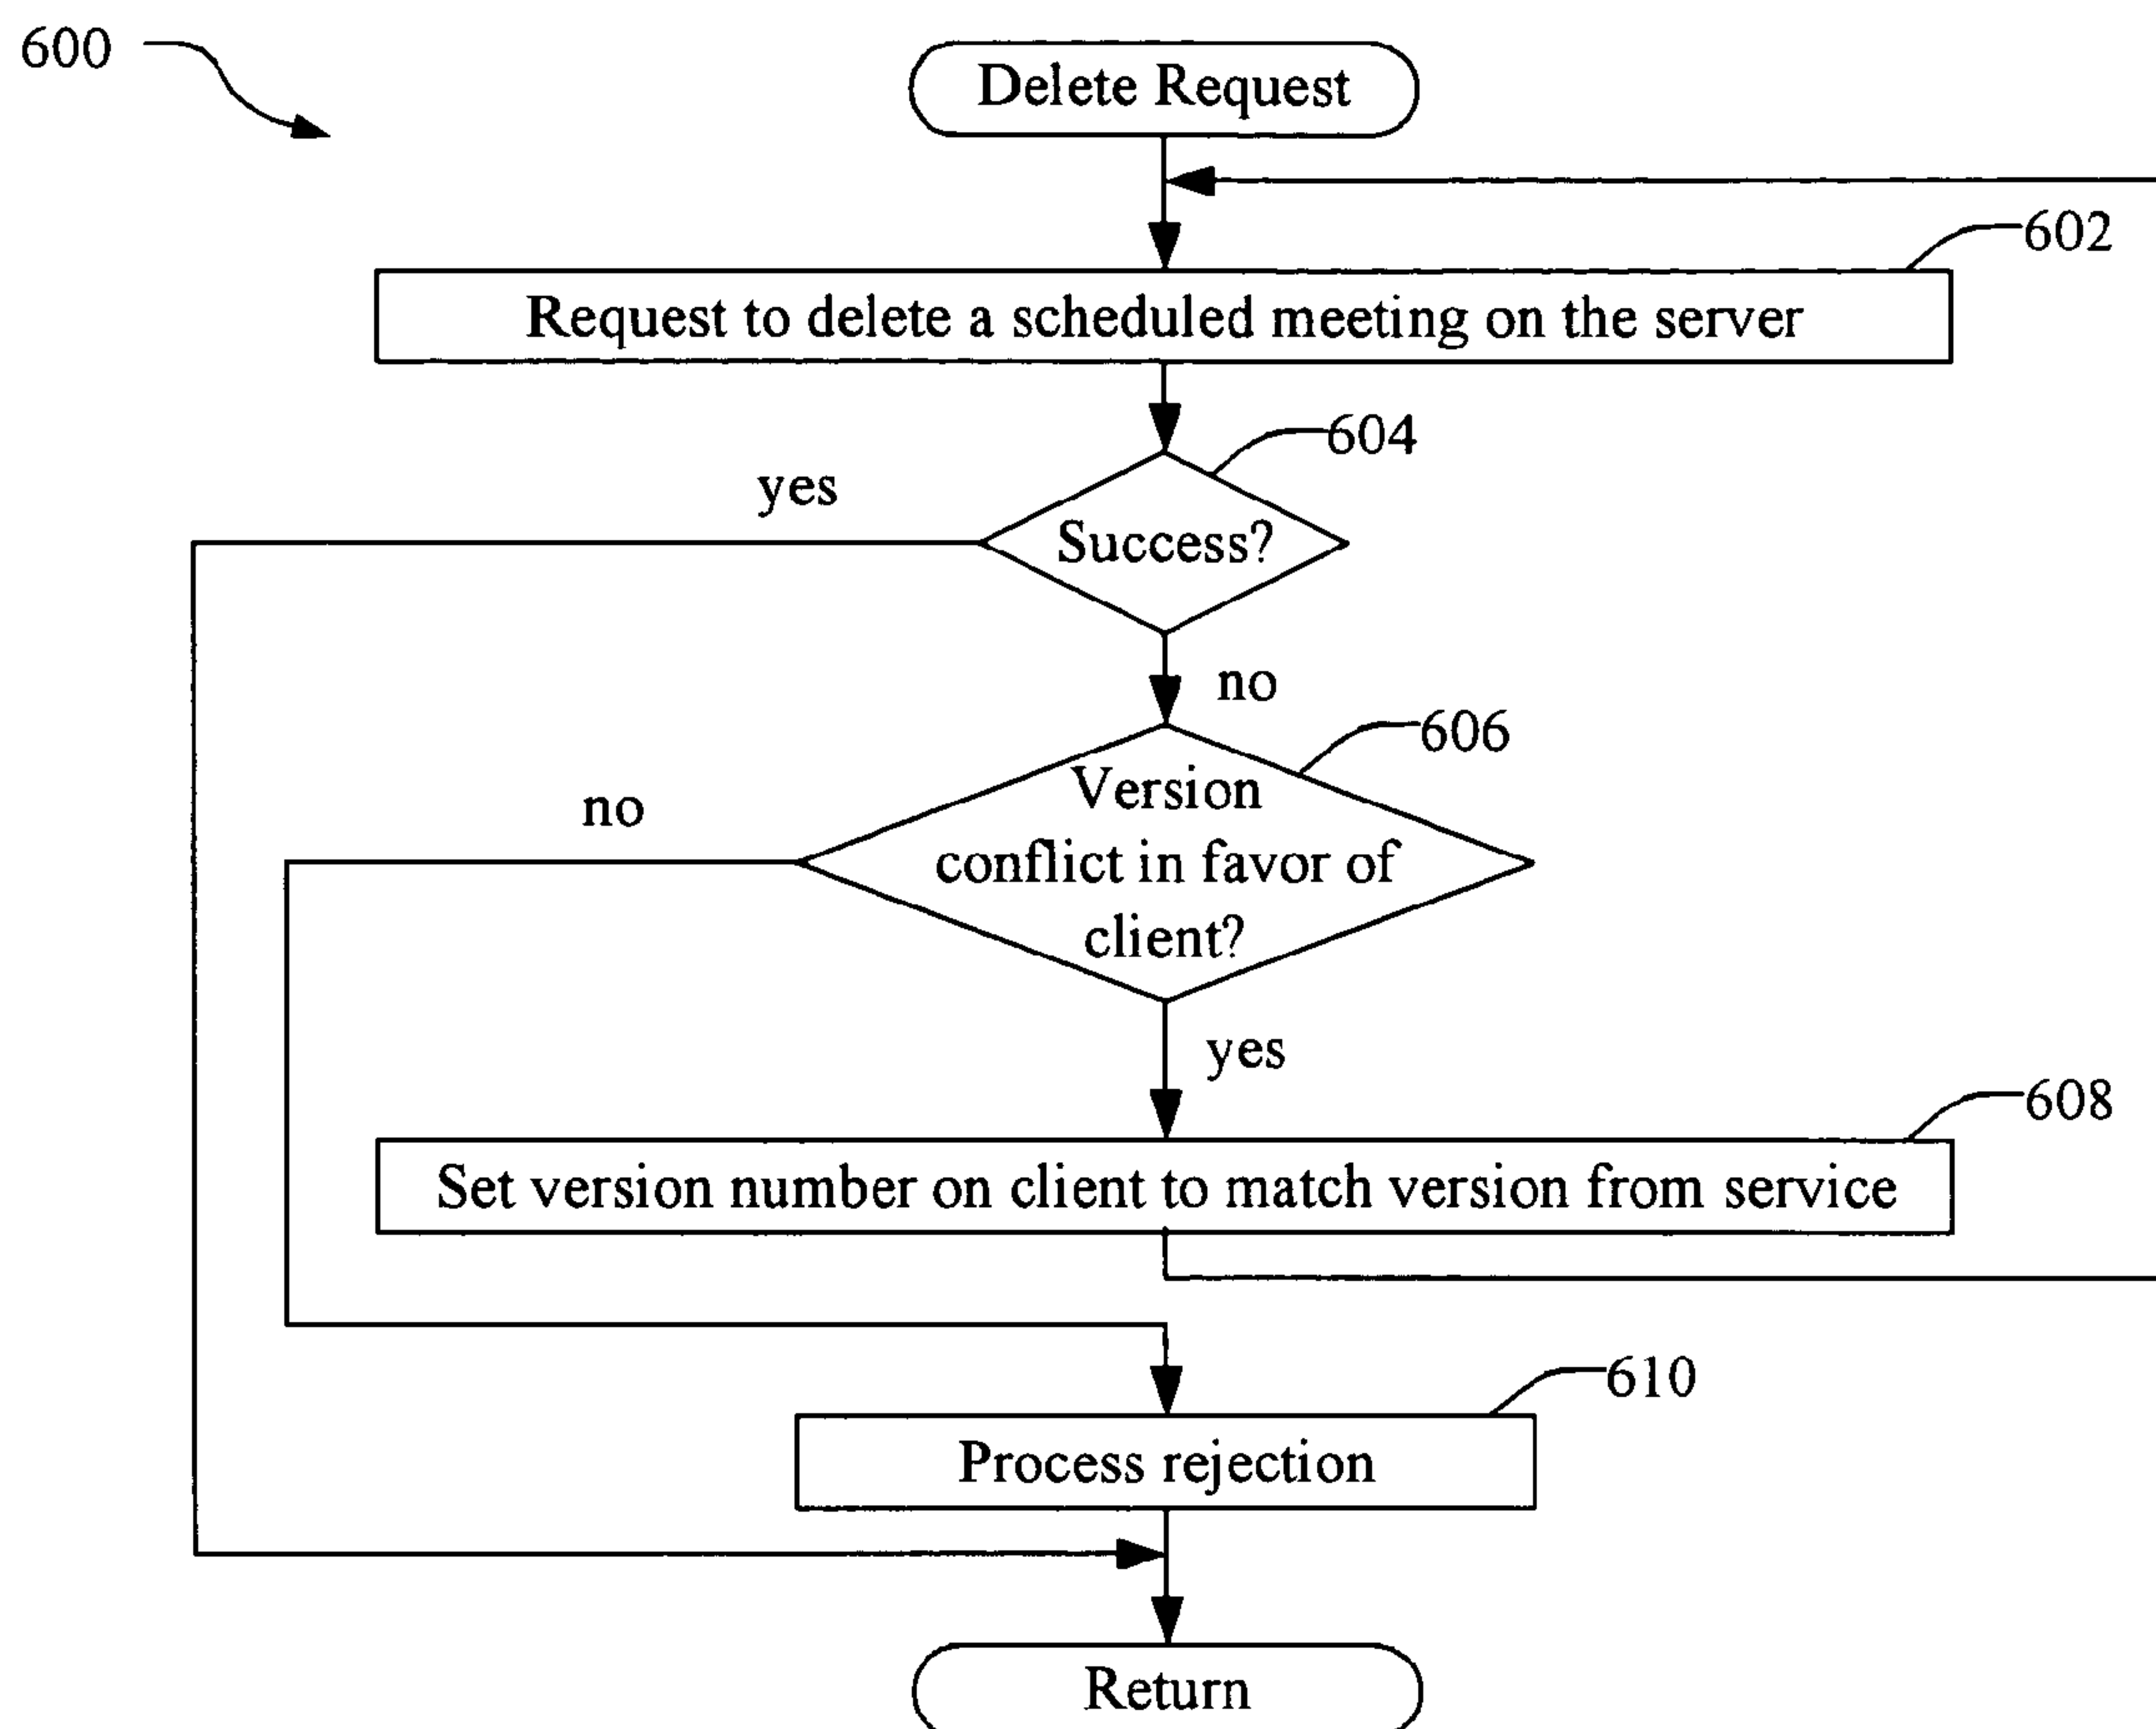 600
Delete Request
602
Request to delete a scheduled meeting on the server
604
yes
Success?
no
606
Version
no
conflict in favor of
client?
yes
608
Set version number on client to match version from service
610
Process rejection
Return